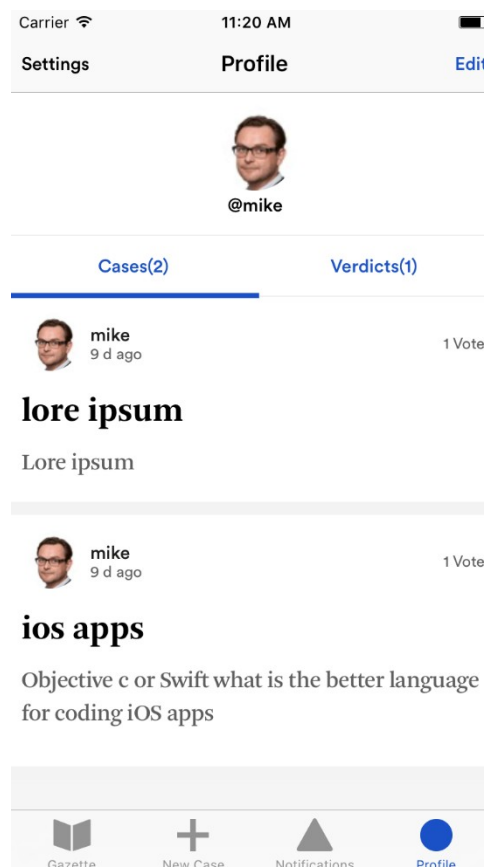 Carrier 11:20 AM
Settings Profile Edit
@mike
Cases(2) Verdicts(1)
mike
9 d ago 1 Vote
lore ipsum
Lore ipsum
mike
9 d ago 1 Vote
ios apps
Objective c or Swift what is the better language
for coding iOS apps
Gazette New Case Notifications Profile